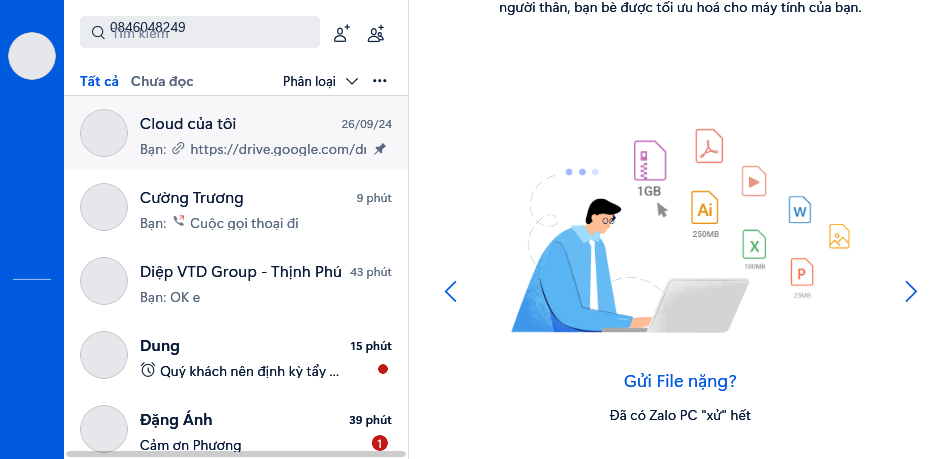 0846048249
Tìm kiếm
Tất cả Chưa đọc Phân loại
Cloud của tôi 26/09/24
Bạn: https://drive.google.com/
Cường Trương 9 phút
Bạn: Cuộc gọi thoại đi
Diệp VTD Group - Thịnh Phú 43 phút
Bạn: OK e
Dung 15 phút
Quý khách nên định kỳ tẩy ...
Đặng Ánh 39 phút
Cảm ơn Phương 1
người thân, bạn bè được tối ưu hoá cho máy tính của bạn.
1GB
Ai
250MB
W
X
100MB
P
25MB
Gửi File nặng?
Đã có Zalo PC "xử" hết